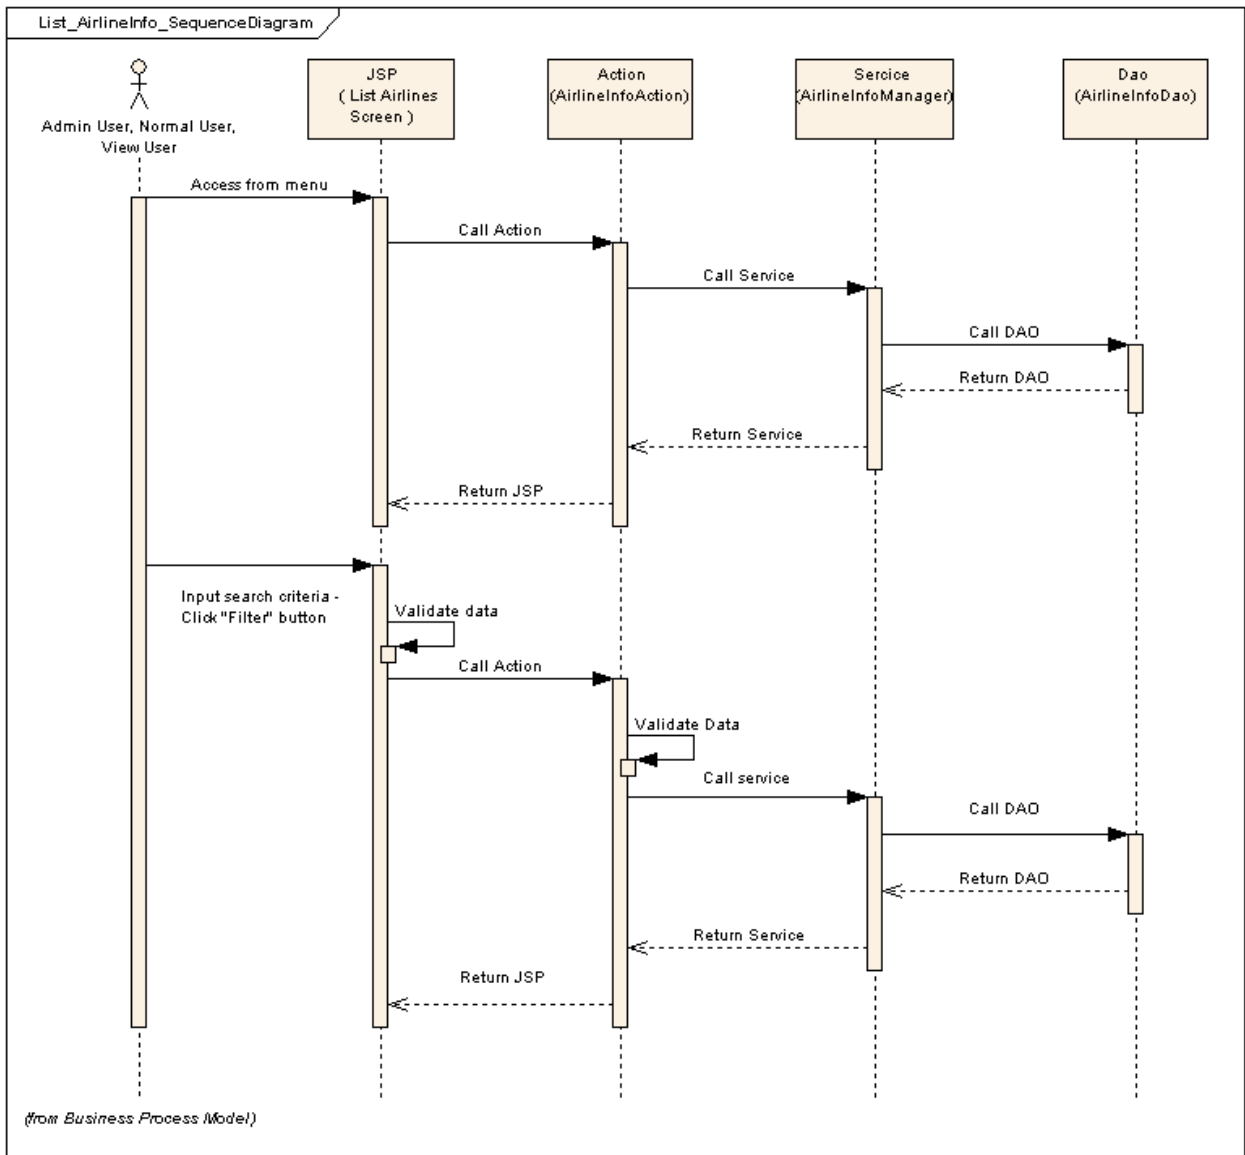 List_AirlineInfo_SequenceDiagram
JSP
( List Airlines
Screen )
Action
(AirlineInfoAction)
Sercice
(AirlineInfoManager)
Dao
(AirlineInfoDao)
Admin User, Normal User,
View User
Access from menu
Call Action
Call Service
Call DAO
Return DAO
Return Service
Return JSP
Input search criteria -
Click "Filter" button
Validate data
Call Action
Validate Data
Call service
Call DAO
Return DAO
Return Service
Return JSP
(from Business Process Model)